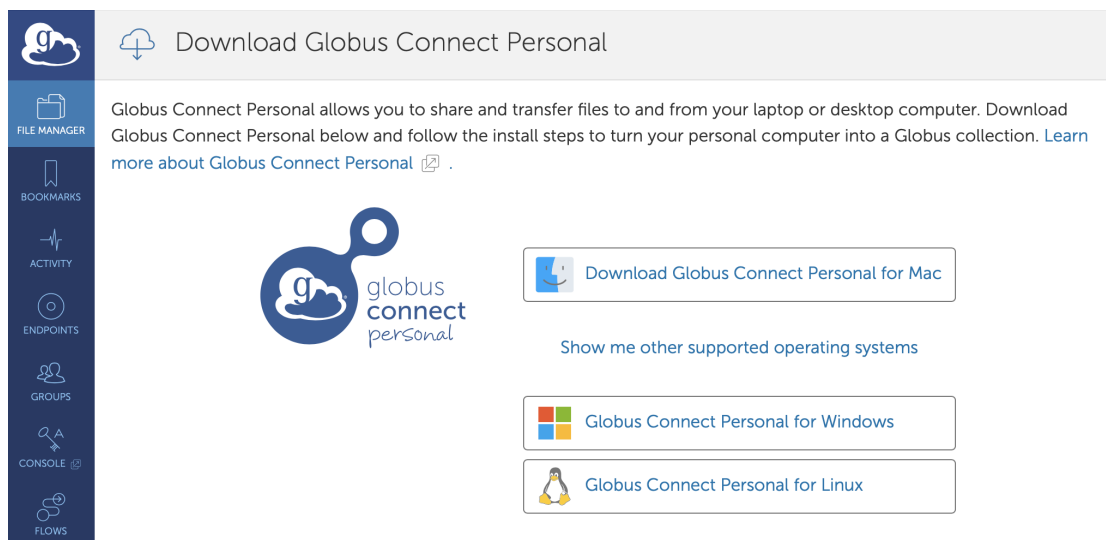 g
Download Globus Connect Personal
FILE MANAGER
BOOKMARKS
ACTIVITY
ENDPOINTS
GROUPS
CONSOLE
FLOWS
Globus Connect Personal allows you to share and transfer files to and from your laptop or desktop computer. Download
Globus Connect Personal below and follow the install steps to turn your personal computer into a Globus collection. Learn
more about Globus Connect Personal .
g
globus
connect
personal
Download Globus Connect Personal for Mac
Show me other supported operating systems
Globus Connect Personal for Windows
Globus Connect Personal for Linux